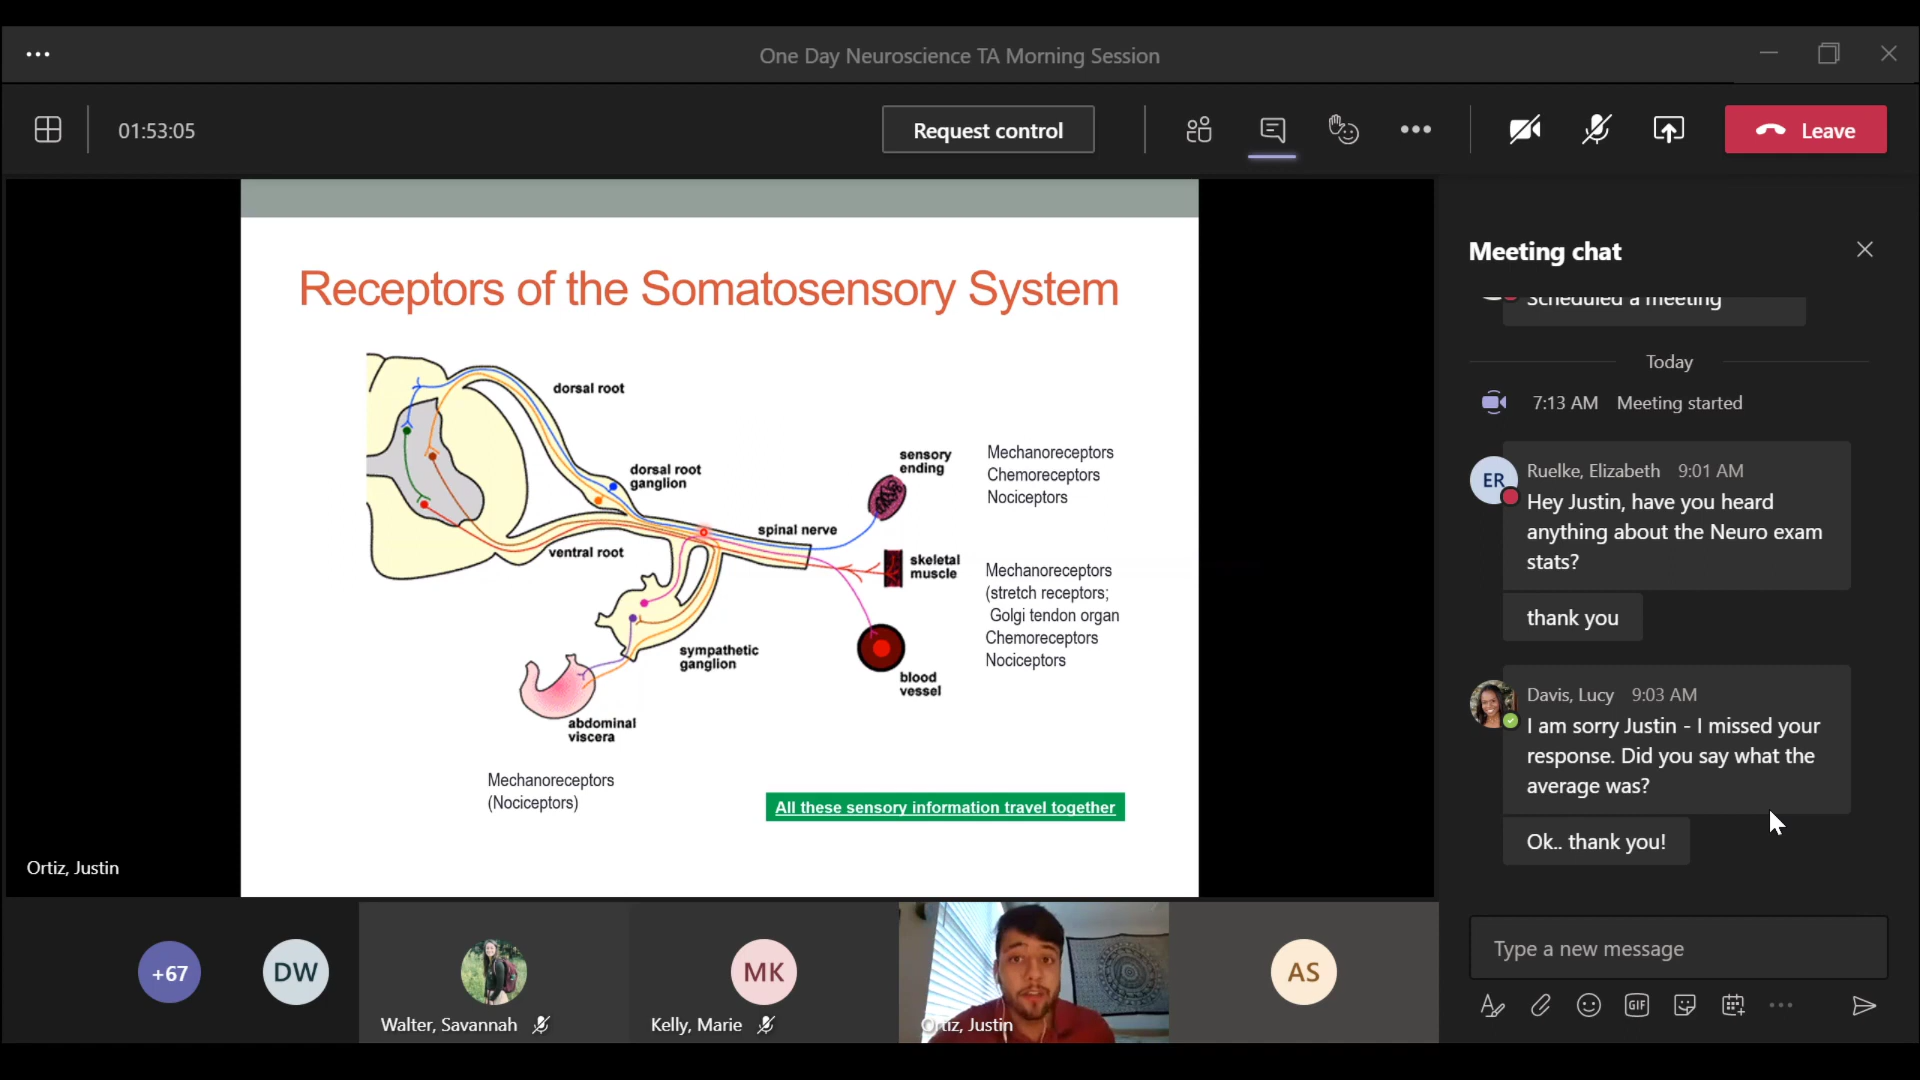 One Day Neuroscience TA Morning Session
01:53:05
Request control
Leave
Receptors of the Somatosensory System
dorsal root
dorsal root
ganglion
sensory
ending
Mechanoreceptors
Chemoreceptors
Nociceptors
spinal nerve
ventral root
skeletal
muscle
Mechanoreceptors
(stretch receptors;
Golgi tendon organ
Chemoreceptors
Nociceptors
sympathetic
ganglion
blood
vessel
abdominal
viscera
Mechanoreceptors
(Nociceptors)
All these sensory information travel together
Ortiz, Justin
+67
DW
Walter, Savannah
MK
Kelly, Marie
Ortiz, Justin
AS
Meeting chat
Scheduled a meeting
Today
7:13 AM Meeting started
ER
Ruelke, Elizabeth 9:01 AM
Hey Justin, have you heard
anything about the Neuro exam
stats?
thank you
Davis, Lucy 9:03 AM
I am sorry Justin - I missed your
response. Did you say what the
average was?
Ok.. thank you!
Type a new message
GIF